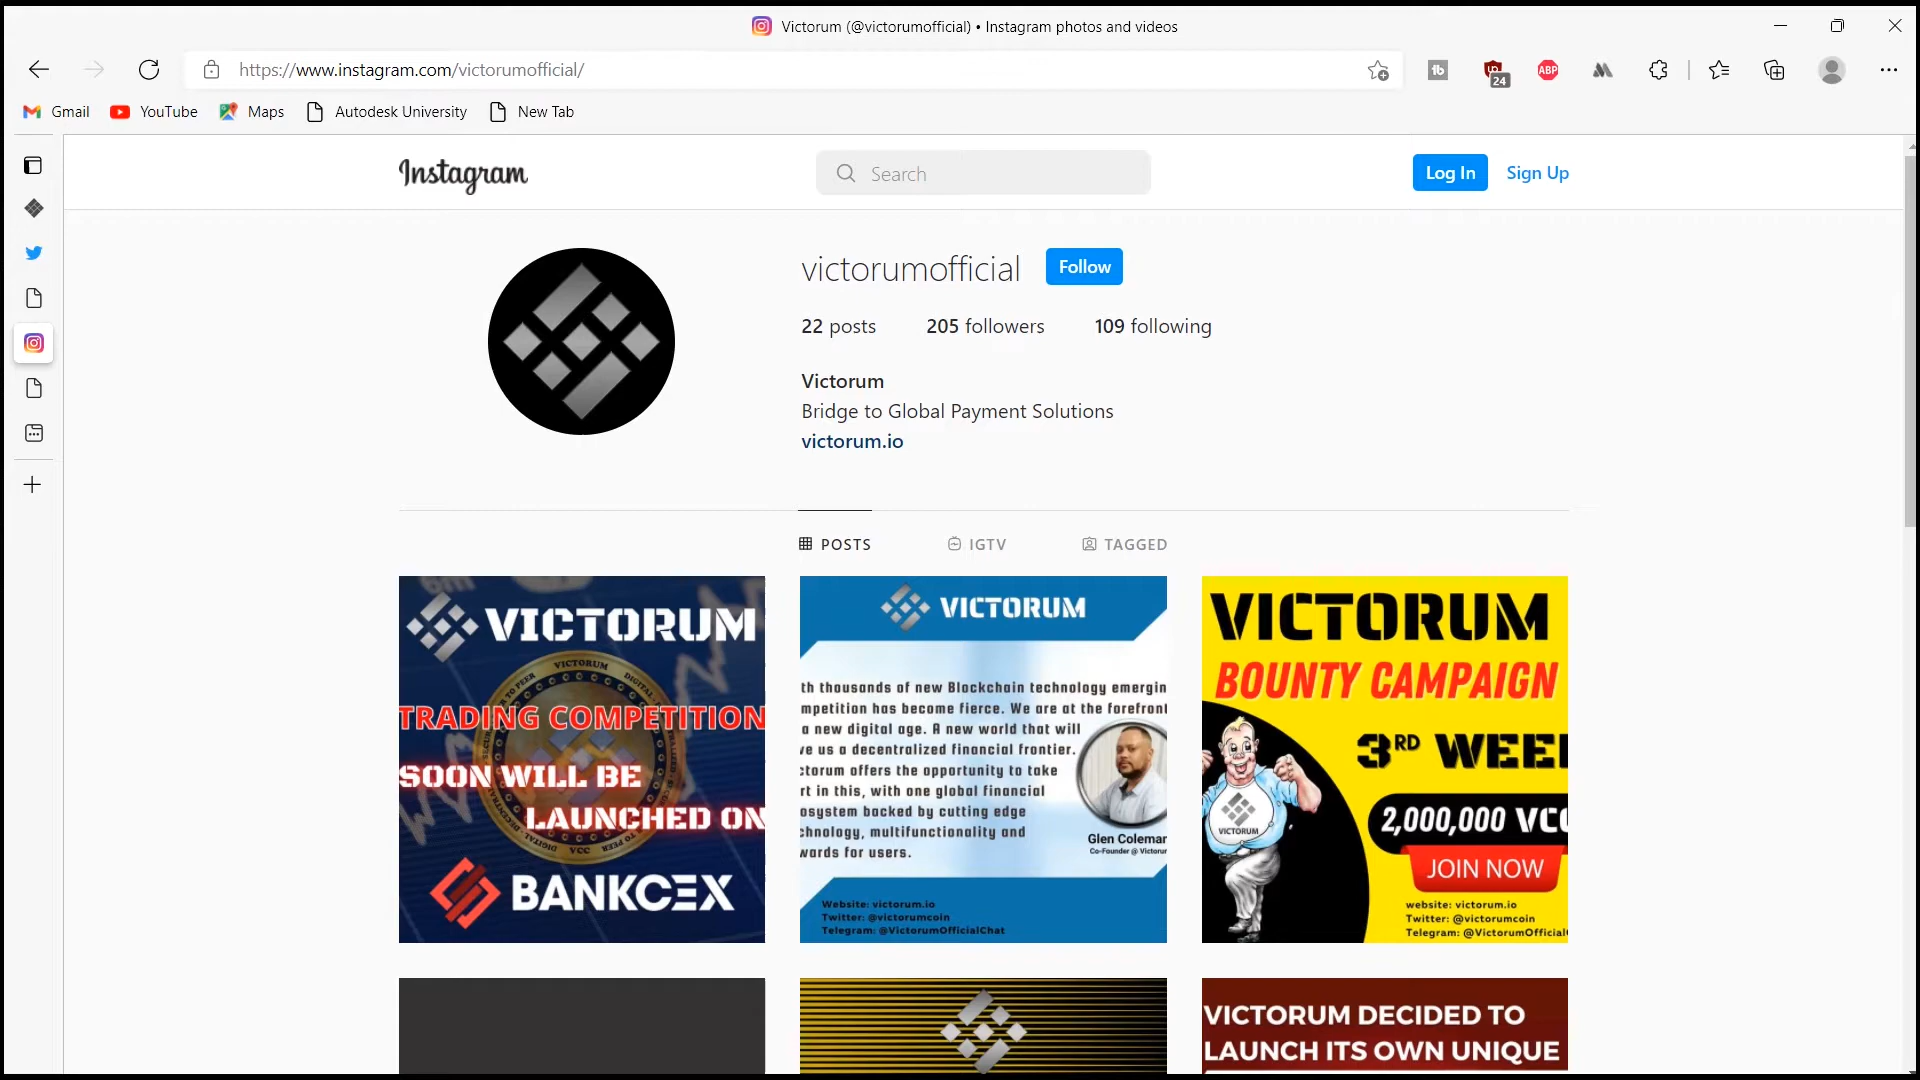 Victorum (@victorumofficial) • Instagram photos and videos
https://www.instagram.com/victorumofficial/
24
ABP
Gmail
YouTube
Maps
Autodesk University
New Tab
Instagram
Search
Log In
Sign Up
victorumofficial
Follow
22 posts
205 followers
109 following
Victorum
Bridge to Global Payment Solutions
victorum.io
POSTS
IGTV
TAGGED
VICTORUM
VICTORUM
TRADING COMPETITION
SOON WILL BE
LAUNCHED ON
BANKCEX
VICTORUM
th thousands of new Blockchain technology emergin
mpetition has become fierce. We are at the forefront
a new digital age. A new world that will
ve us a decentralized financial frontier.
ctorum offers the opportunity to take
rt in this, with one global financial
osystem backed by cutting edge
chnology, multifunctionality and
wards for users.
Glen Coleman
Co-Founder @ Victorum
Website: victorum.io
Twitter: @victorumcoin
Telegram: @VictorumOfficialChat
VICTORUM
BOUNTY CAMPAIGN
3RD WEE
2,000,000 VCC
JOIN NOW
VICTORUM
website: victorum.io
Twitter: @victorumcoin
Telegram: @VictorumOfficial
VICTORUM DECIDED TO
LAUNCH ITS OWN UNIQUE